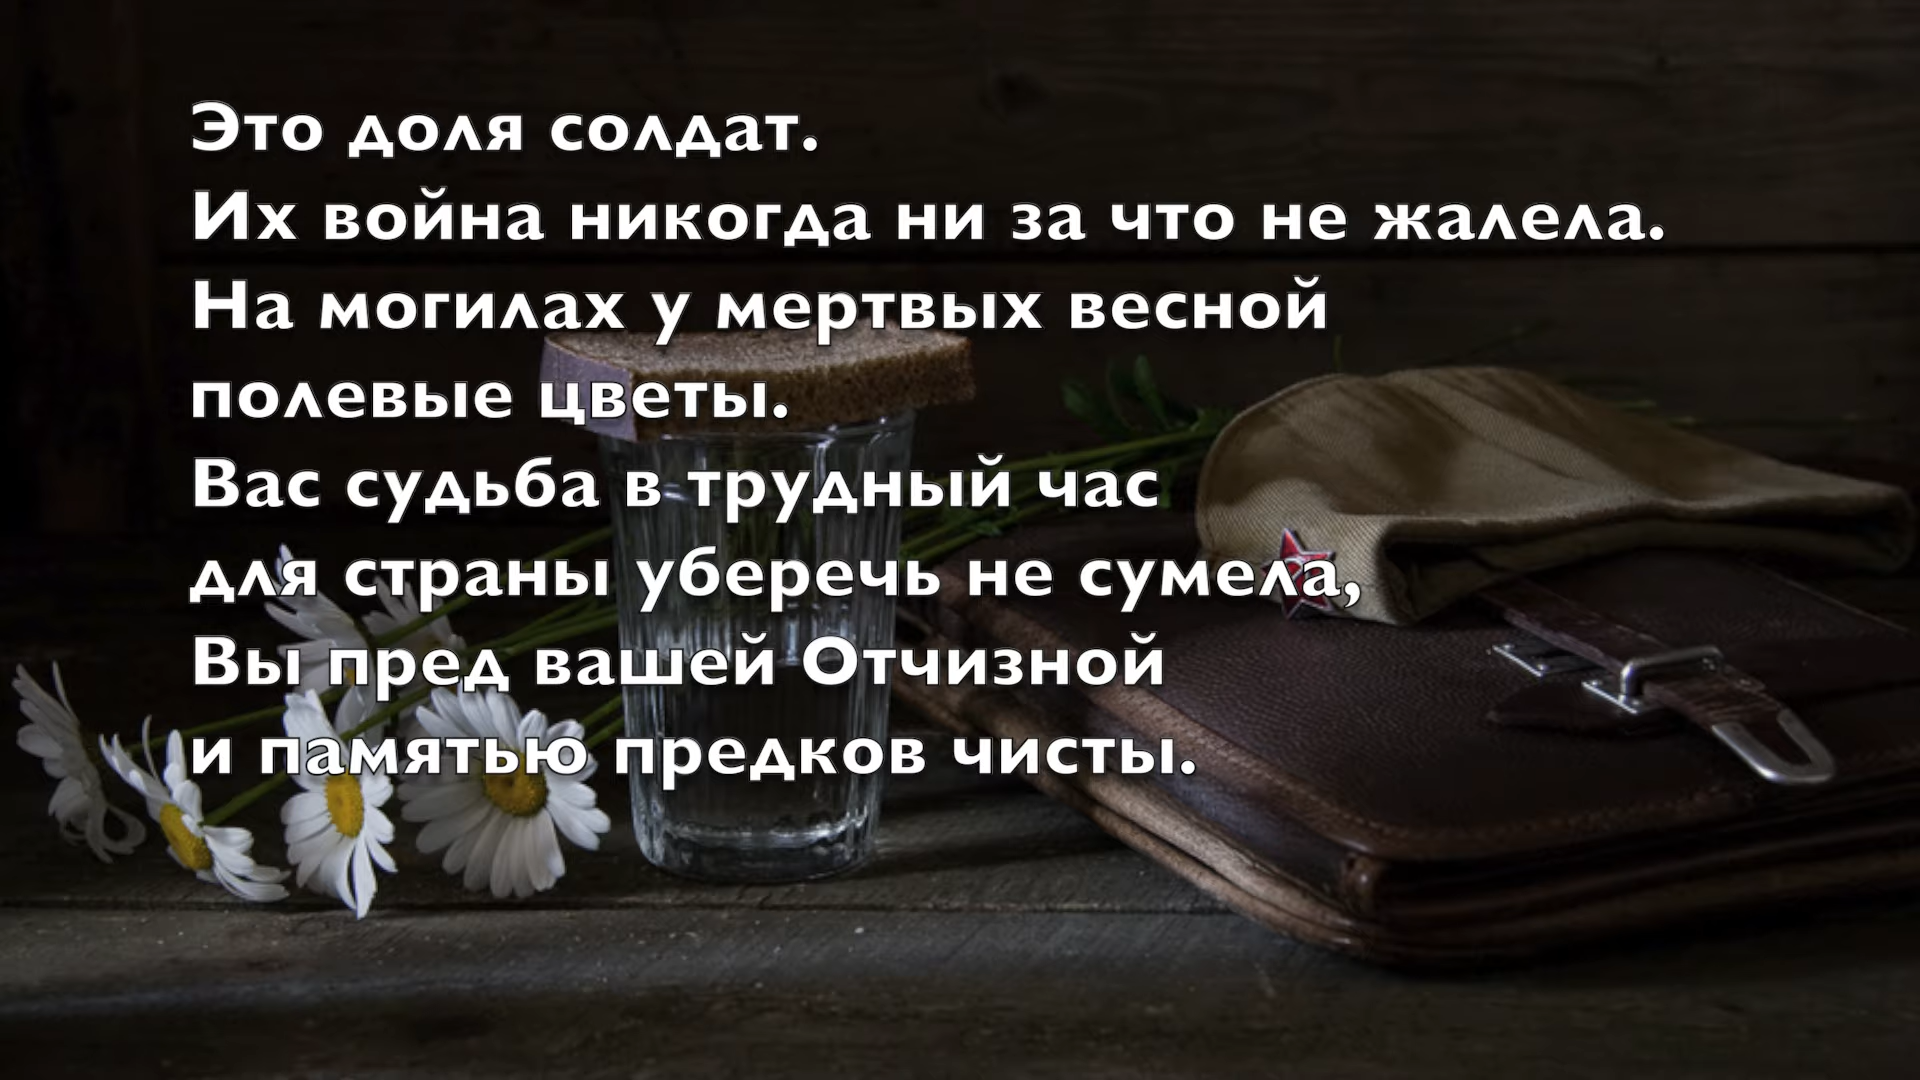 Это доля солдат.
Их война никогда ни за что не жалела.
На могилах у мертвых весной
полевые цветы.
Вас судьба в трудный час
для страны уберечь не сумела,
Вы пред вашей Отчизной
и памятью предков чисты.